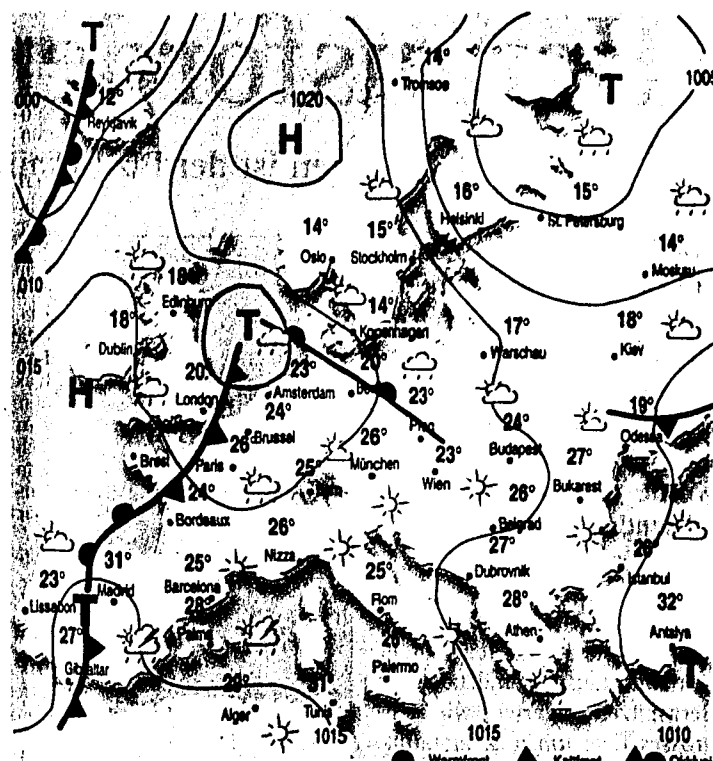 T
14°
Tromsoe
1020
H
T
1005
12°
Reykjavik
000
16°
Helsinki
15°
St. Petersburg
14°
Oslo
15°
Stockholm
14°
Moskau
010
18°
Edinburg
18°
Dublin
14°
Kopenhagen
T
17°
Warschau
18°
Kiev
015
H
20°
London
23°
Amsterdam
20°
23°
Prag
24°
Brüssel
26°
Paris
19°
Odessa
24°
Budapest
Brest
25°
26°
München
23°
Wien
27°
Bukarest
24°
Bordeaux
26°
Belgrad
26°
Nizza
31°
Madrid
25°
Barcelona
27°
Dubrovnik
Istanbul
23°
Lissabon
T
28°
Palma
25°
Rom
28°
Athen
32°
Antalya
27°
Gibraltar
Palermo
T
Alger
Tunis
1015
1015
1010
Warmfront
Kaltfront